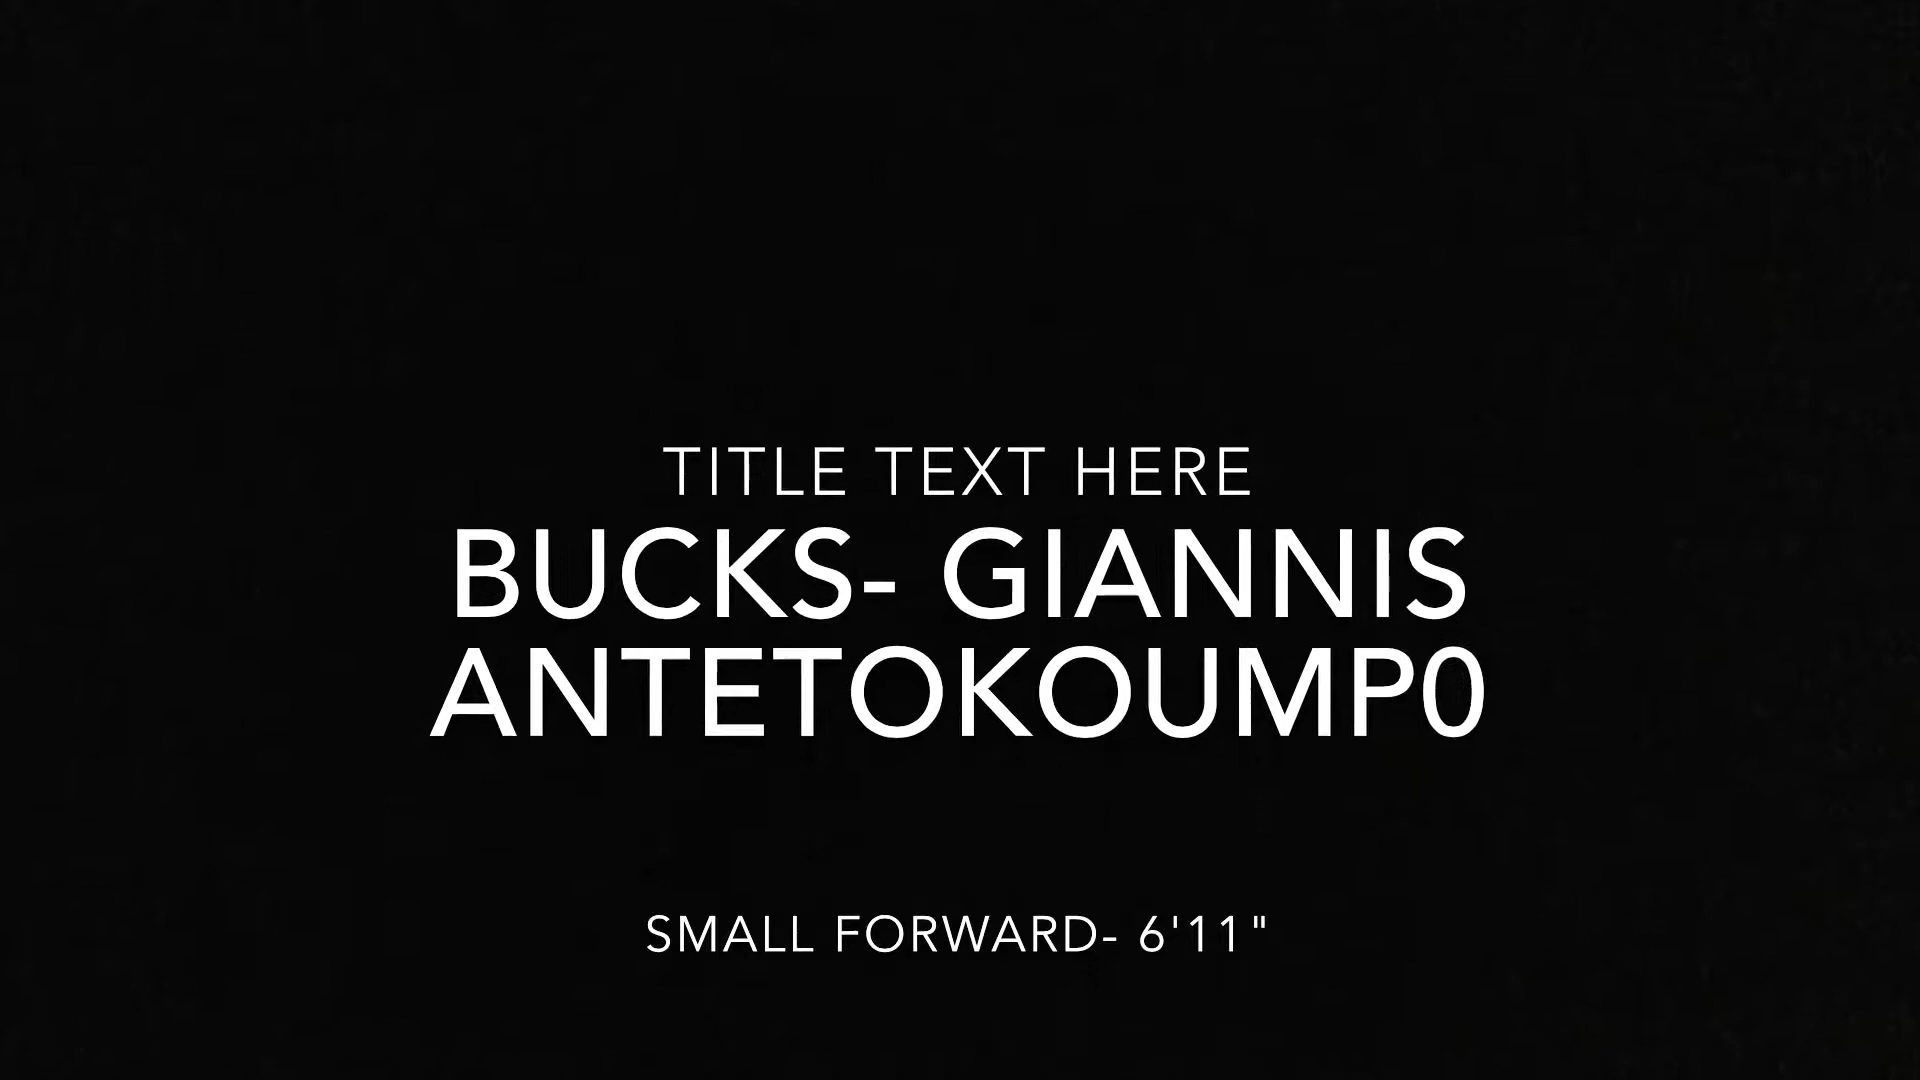 TITLE TEXT HERE
BUCKS- GIANNIS
ANTETOKOUMP0
SMALL FORWARD- 6'11"